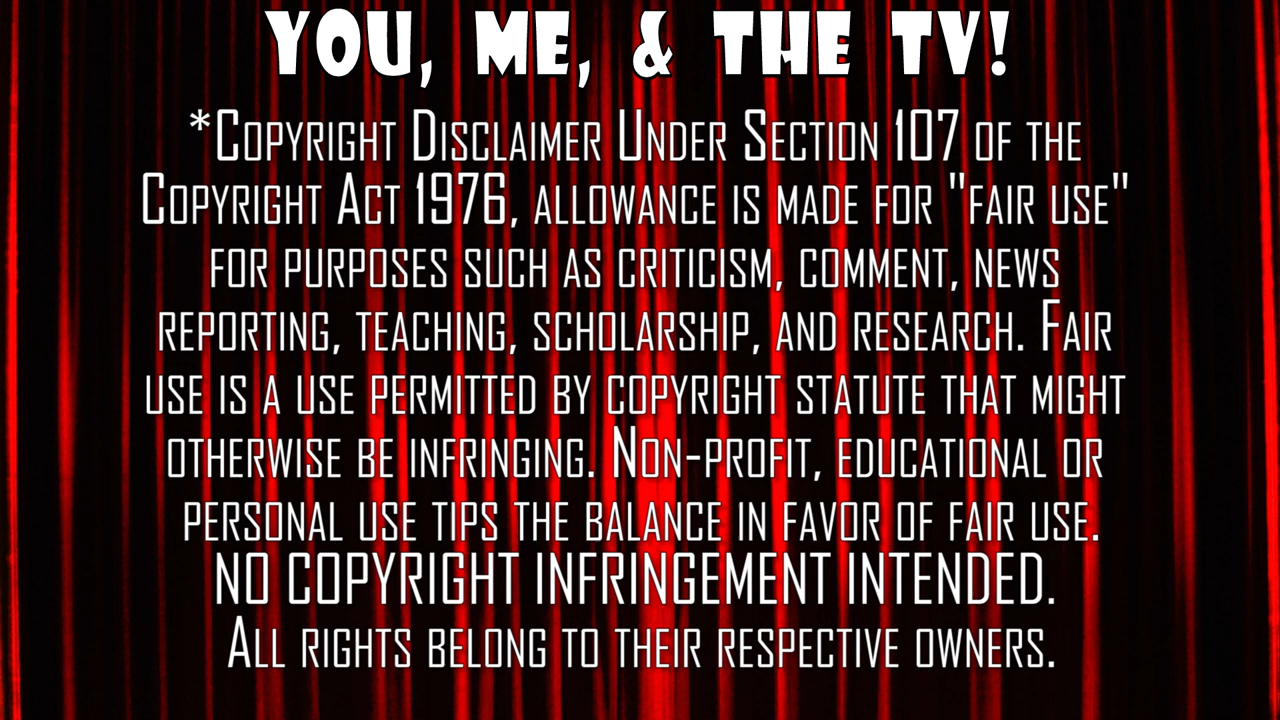 YOU, ME, & THE TV!
*Copyright Disclaimer Under Section 107 of the
Copyright Act 1976, allowance is made for "fair use"
for purposes such as criticism, comment, news
reporting, teaching, scholarship, and research. Fair
use is a use permitted by copyright statute that might
otherwise be infringing. Non-profit, educational or
personal use tips the balance in favor of fair use.
NO COPYRIGHT INFRINGEMENT INTENDED.
All rights belong to their respective owners.